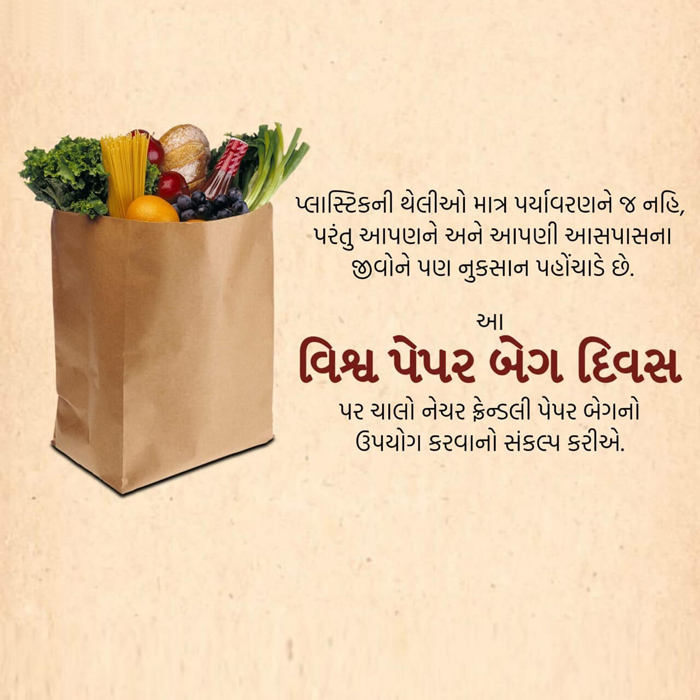 પ્લાસ્ટિકની થેલીઓ માત્ર પર્યાવરણને જ નહિ,
પરંતુ આપણને અને આપણી આસપાસના
જીવોને પણ નુકસાન પહોંચાડે છે.
આ
વિશ્વ પેપર બેગ દિવસ
પર ચાલો નેચર ફ્રેન્ડલી પેપર બેગનો
ઉપયોગ કરવાનો સંકલ્પ કરીએ.